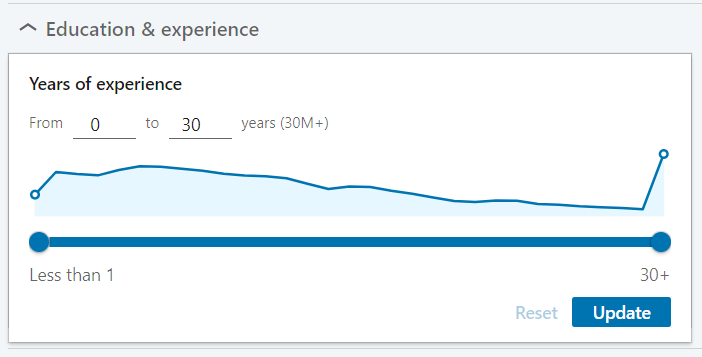 Education & experience
Years of experience
From 0 to 30 years (30M+)
Less than 1 30+
Reset Update